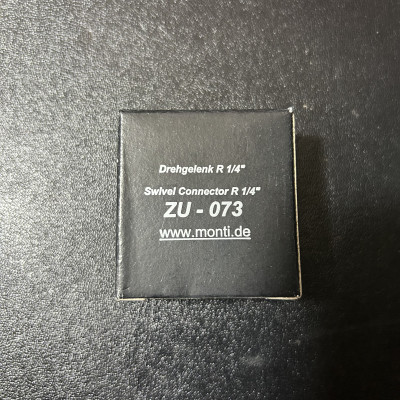 Drehgelenk R 1/4"
Swivel Connector R 1/4"
ZU - 073
www.monti.de